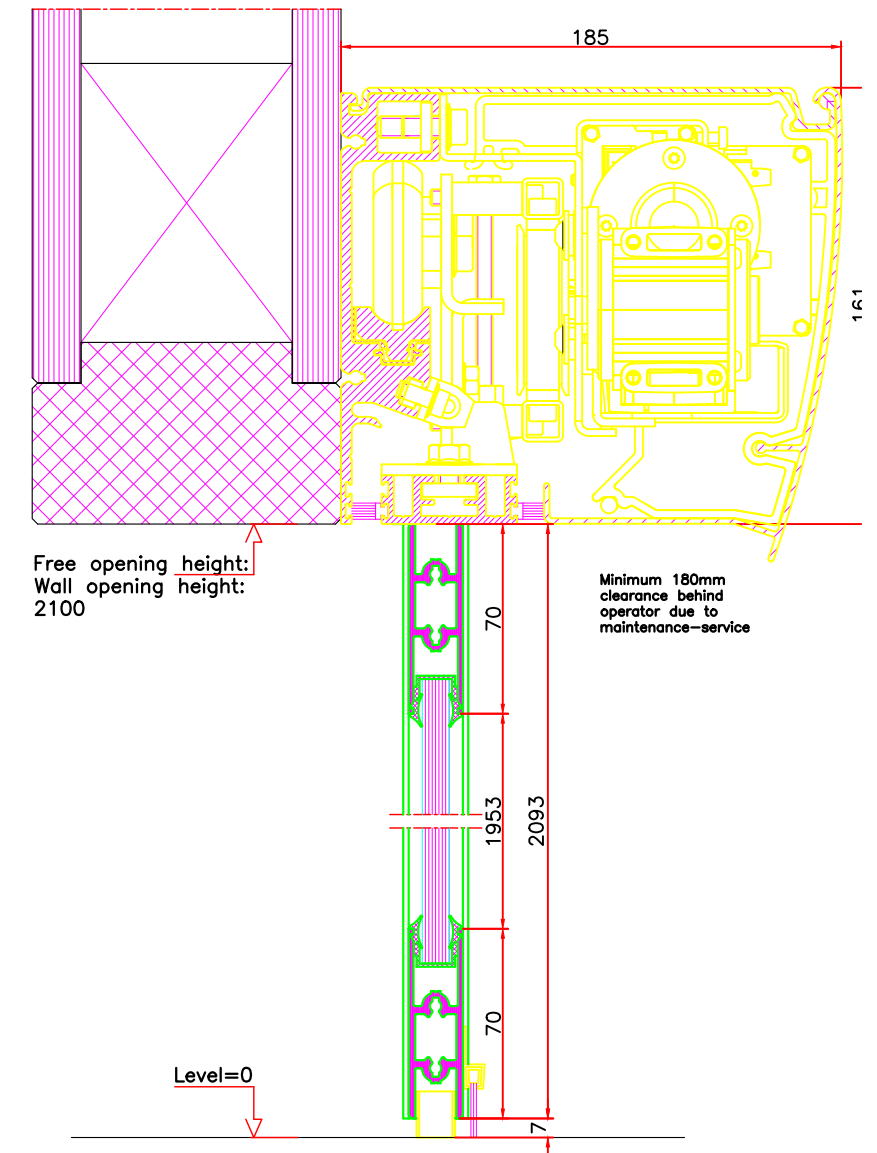 185
161
Free opening height:
Wall opening height:
2100
Minimum 180mm
clearance behind
operator due to
maintenance-service
70
1953
2093
70
Level=0
7